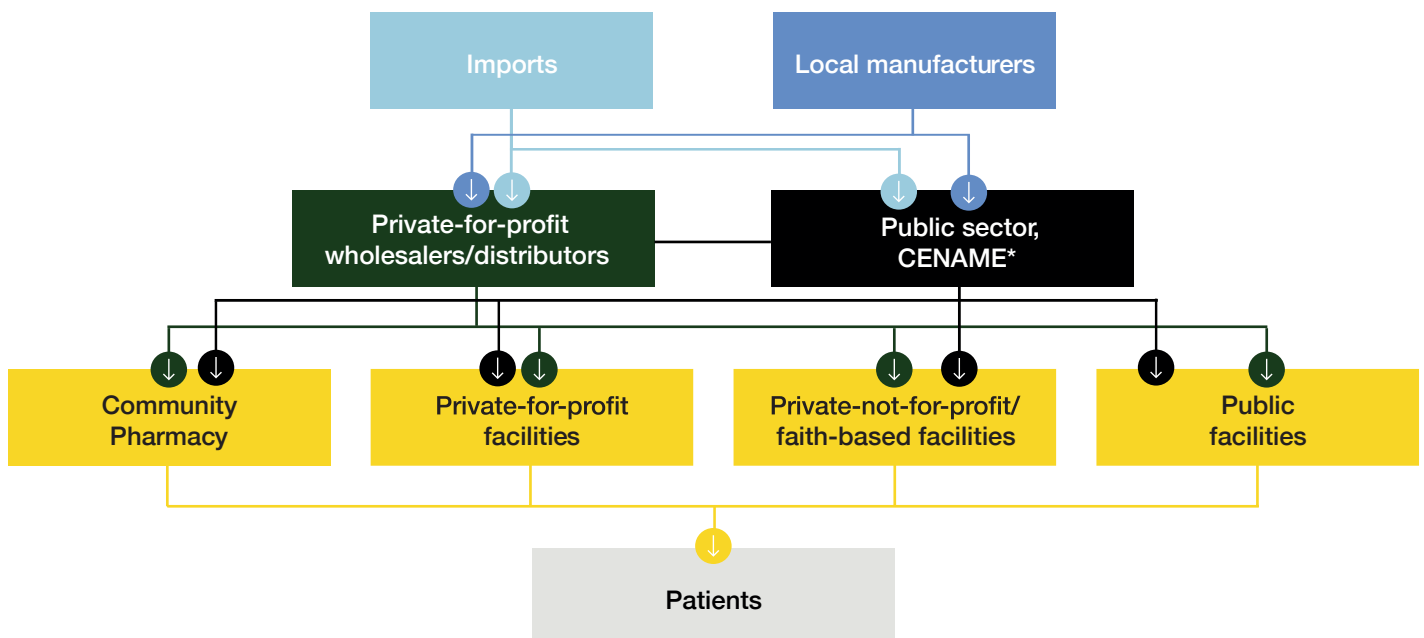 Imports
Local manufacturers
Private-for-profit
wholesalers/distributors
Public sector,
CENAME*
Community
Pharmacy
Private-for-profit
facilities
Private-not-for-profit/
faith-based facilities
Public
facilities
Patients